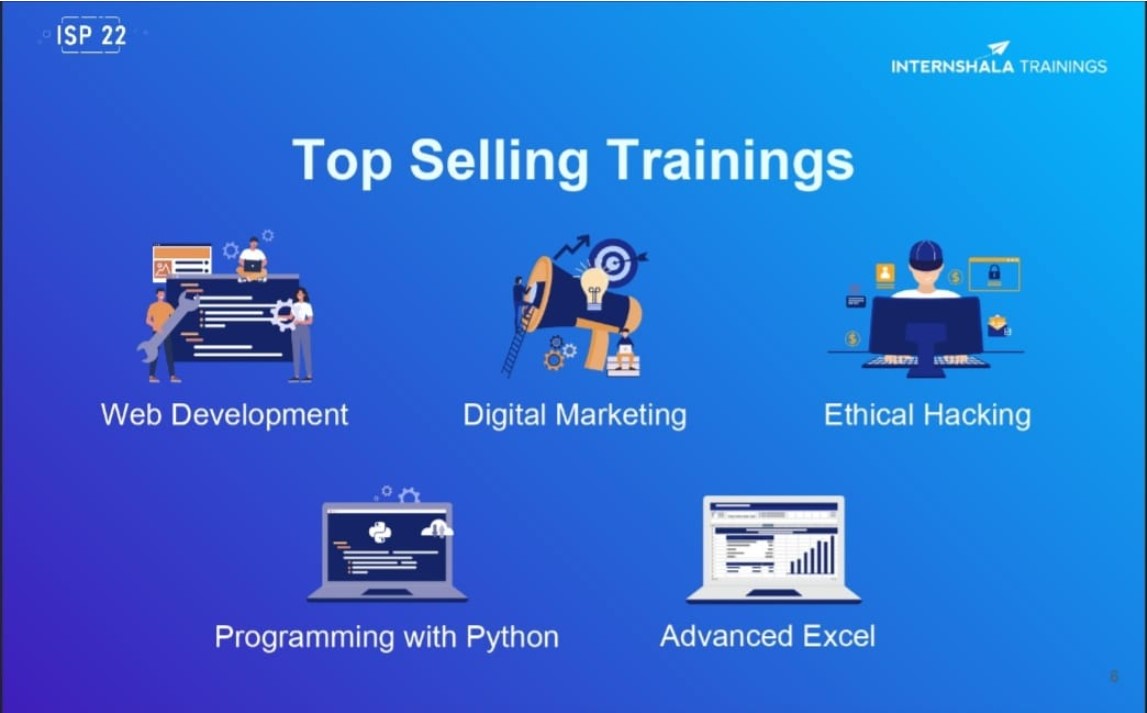 ISP 22
INTERNSHALA TRAININGS
Top Selling Trainings
Web Development
Digital Marketing
Ethical Hacking
Programming with Python
Advanced Excel
6